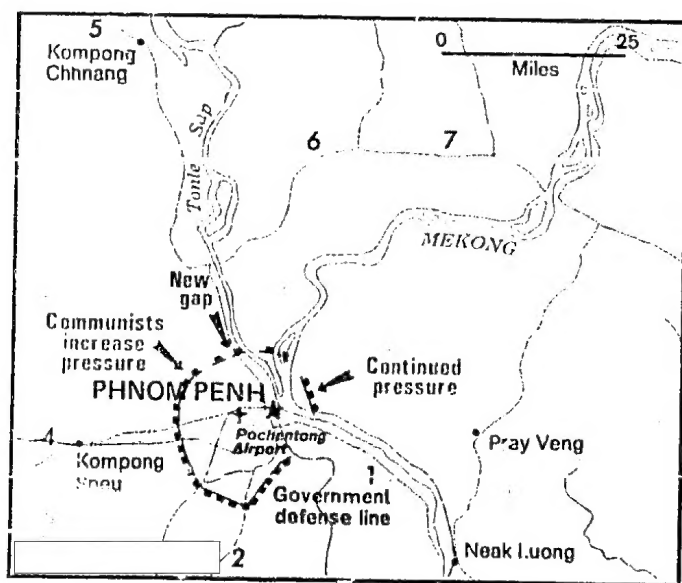 5
Kompong
Chhnang
0 25
Miles
Tonle Sap
6
7
MEKONG
New
gap
Communists
increase
pressure
Continued
pressure
PHNOM PENH
Pochentong
Airport
4
Kompong
Speu
1
Pray Veng
Government
defense line
2
Neak Luong